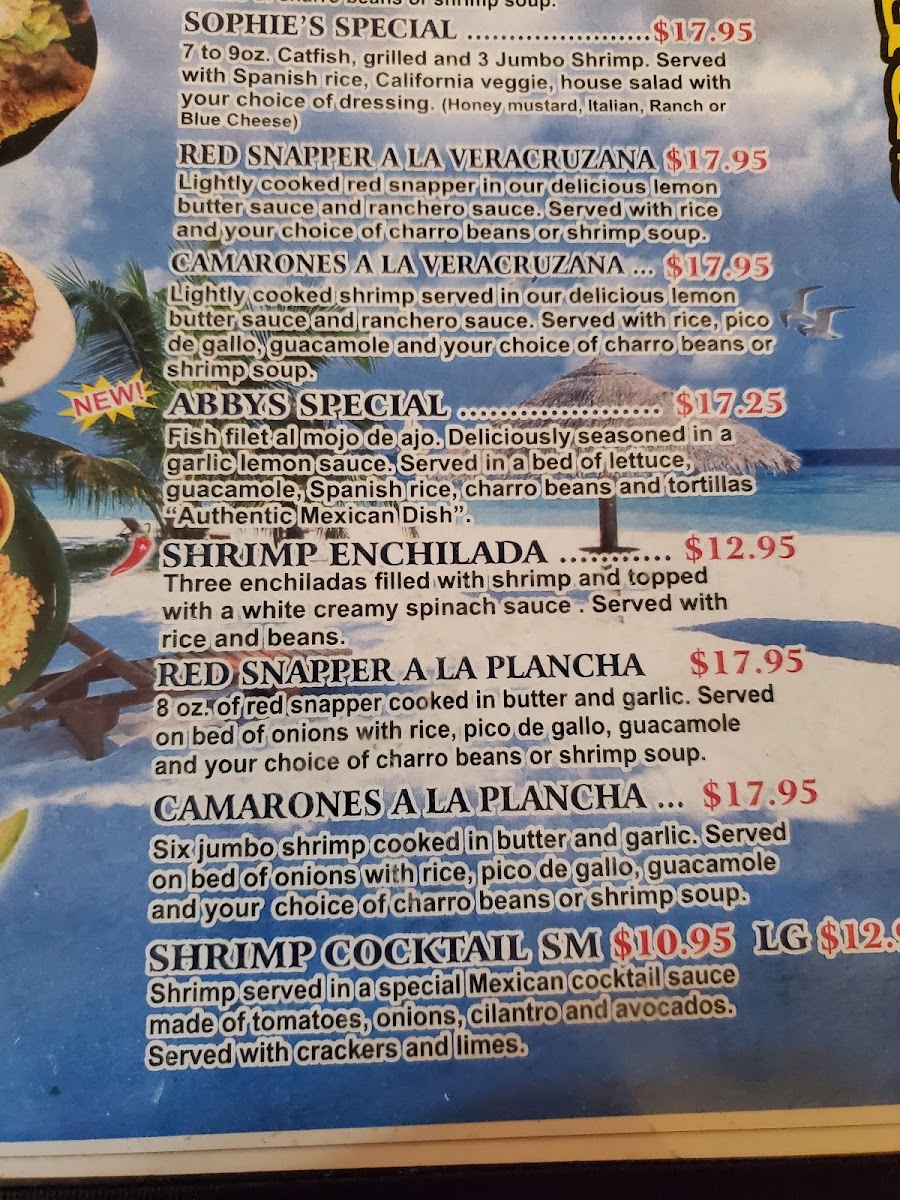 SOPHIE'S SPECIAL ......................$17.95
7 to 9oz. Catfish, grilled and 3 Jumbo Shrimp. Served
with Spanish rice, California veggie, house salad with
your choice of dressing. (Honey mustard, Italian, Ranch or
Blue Cheese)
RED SNAPPER A LA VERACRUZANA $17.95
Lightly cooked red snapper in our delicious lemon
butter sauce and ranchero sauce. Served with rice
and your choice of charro beans or shrimp soup.
CAMARONES A LA VERACRUZANA ... $17.95
Lightly cooked shrimp served in our delicious lemon
butter sauce and ranchero sauce. Served with rice, pico
de gallo, guacamole and your choice of charro beans or
shrimp soup.
NEW! ABBYS SPECIAL ..................... $17.25
Fish filet al mojo de ajo. Deliciously seasoned in a
garlic lemon sauce. Served in a bed of lettuce,
guacamole, Spanish rice, charro beans and tortillas
“Authentic Mexican Dish”.
SHRIMP ENCHILADA ........... $12.95
Three enchiladas filled with shrimp and topped
with a white creamy spinach sauce . Served with
rice and beans.
RED SNAPPER A LA PLANCHA $17.95
8 oz. of red snapper cooked in butter and garlic. Served
on bed of onions with rice, pico de gallo, guacamole
and your choice of charro beans or shrimp soup.
CAMARONES A LA PLANCHA ... $17.95
Six jumbo shrimp cooked in butter and garlic. Served
on bed of onions with rice, pico de gallo, guacamole
and your choice of charro beans or shrimp soup.
SHRIMP COCKTAIL SM $10.95 LG $12.9
Shrimp served in a special Mexican cocktail sauce
made of tomatoes, onions, cilantro and avocados.
Served with crackers and limes.